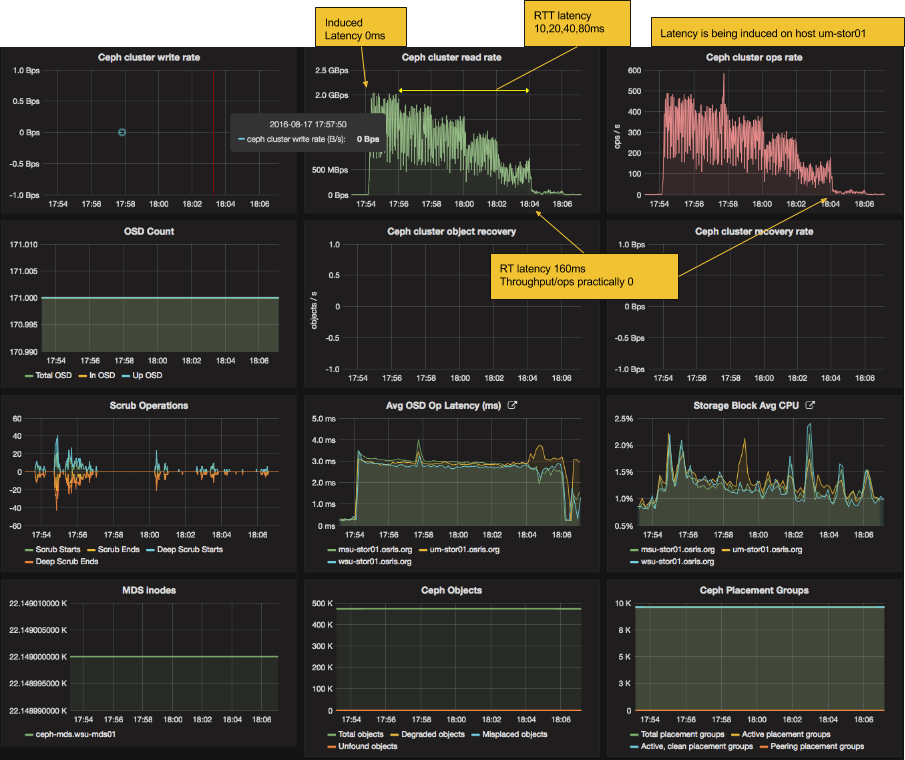 Induced
Latency 0ms
RTT latency
10,20,40,80ms
Latency is being induced on host um-stor01
Ceph cluster write rate
1.0 Bps
0.5 Bps
0 Bps
-0.5 Bps
-1.0 Bps
17:54 17:56 17:58 18:00 18:02 18:04 18:06
2016-08-17 17:57:50
ceph cluster write rate (B/s): 0 Bps
Ceph cluster read rate
2.5 GBps
2.0 GBps
500 MBps
0 Bps
17:54 17:56 17:58 18:00 18:02 18:04 18:06
Ceph cluster ops rate
ops / s
600
500
400
300
200
100
0
17:54 17:56 17:58 18:00 18:02 18:04 18:06
RT latency 160ms
Throughput/ops practically 0
OSD Count
171.010
171.005
171.000
170.995
170.990
17:54 17:56 17:58 18:00 18:02 18:04 18:06
Total OSD In OSD Up OSD
Ceph cluster object recovery
objects / s
1.0
0.5
0
-0.5
-1.0
17:54 17:56 17:58 18:00 18:02 18:04 18:06
Ceph cluster recovery rate
1.0 Bps
0 Bps
-0.5 Bps
-1.0 Bps
17:54 17:56 17:58 18:00 18:02 18:04 18:06
Scrub Operations
60
40
20
0
-20
-40
-60
17:54 17:56 17:58 18:00 18:02 18:04 18:06
Scrub Starts Scrub Ends Deep Scrub Starts
Deep Scrub Ends
Avg OSD Op Latency (ms)
5.0 ms
4.0 ms
3.0 ms
2.0 ms
1.0 ms
0 ms
17:54 17:56 17:58 18:00 18:02 18:04 18:06
msu-stor01.osris.org um-stor01.osris.org
wsu-stor01.osris.org
Storage Block Avg CPU
2.5%
2.0%
1.5%
1.0%
0.5%
17:54 17:56 17:58 18:00 18:02 18:04 18:06
msu-stor01.osris.org um-stor01.osris.org
wsu-stor01.osris.org
MDS Inodes
22.149010000 K
22.149005000 K
22.149000000 K
22.148995000 K
22.148990000 K
17:54 17:56 17:58 18:00 18:02 18:04 18:06
ceph-mds.wsu-mds01
Ceph Objects
500 K
400 K
300 K
200 K
100 K
0
17:54 17:56 17:58 18:00 18:02 18:04 18:06
Total objects Degraded objects Misplaced objects
Unfound objects
Ceph Placement Groups
10 K
8 K
5 K
3 K
0
17:54 17:56 17:58 18:00 18:02 18:04 18:06
Total placement groups Active placement groups
Active, clean placement groups Peering placement groups